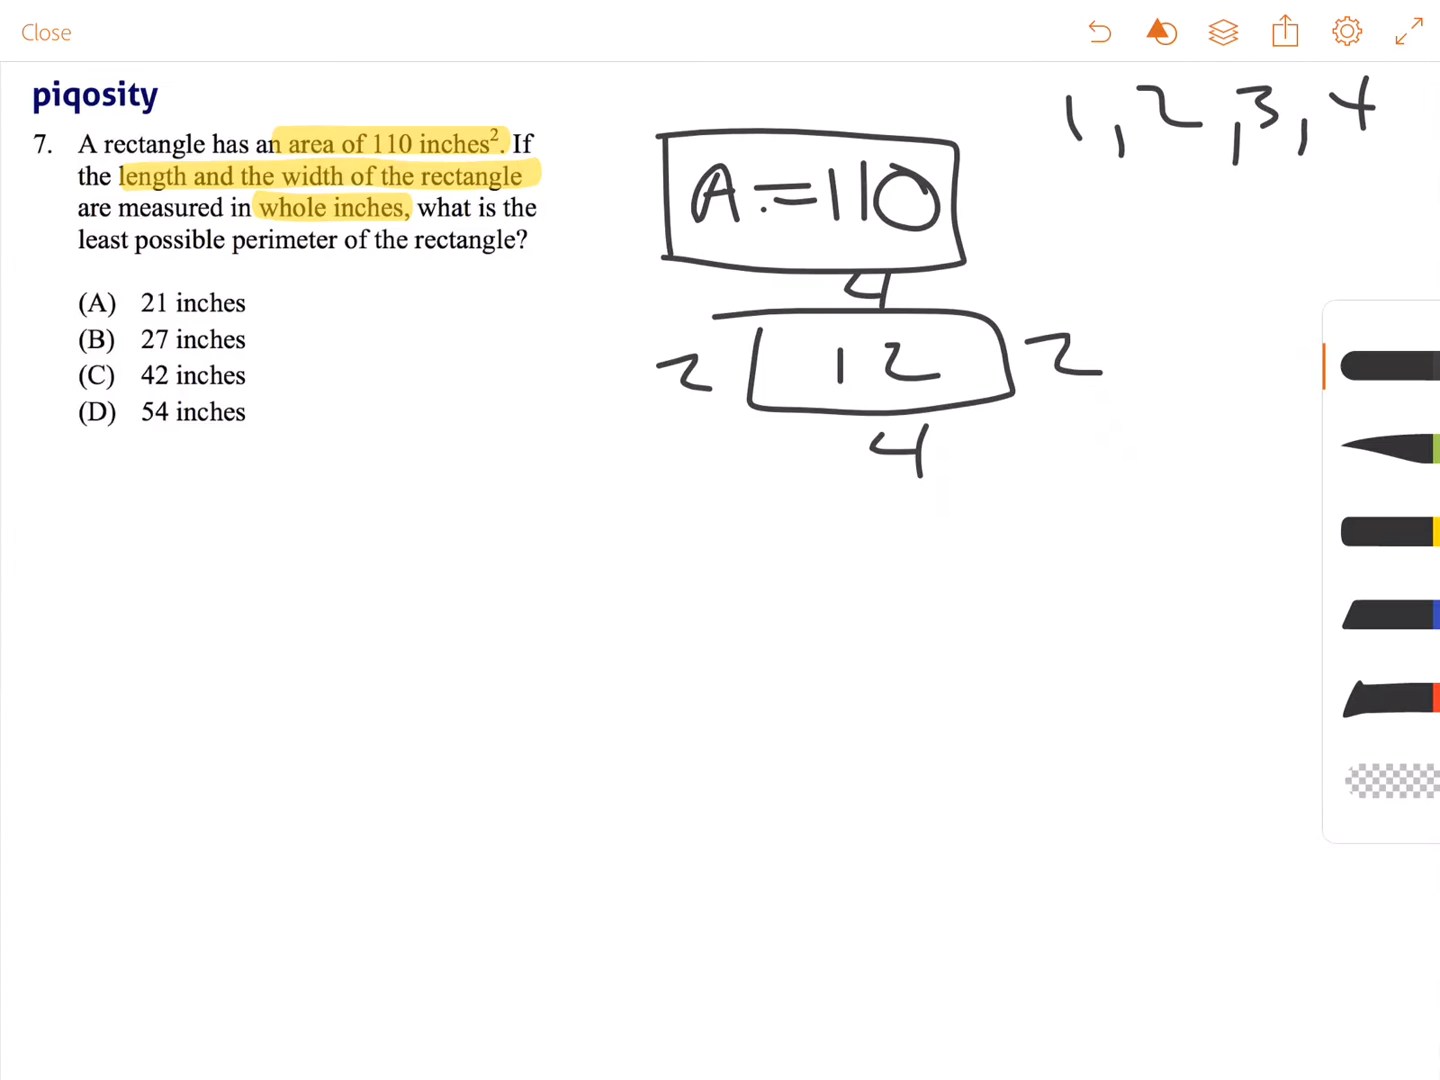 Close
piqosity
7. A rectangle has an area of 110 inches². If
the length and the width of the rectangle
are measured in whole inches, what is the
least possible perimeter of the rectangle?
(A) 21 inches
(B) 27 inches
(C) 42 inches
(D) 54 inches
1, 2, 3, 4
A = 110
4
2 12 2
4